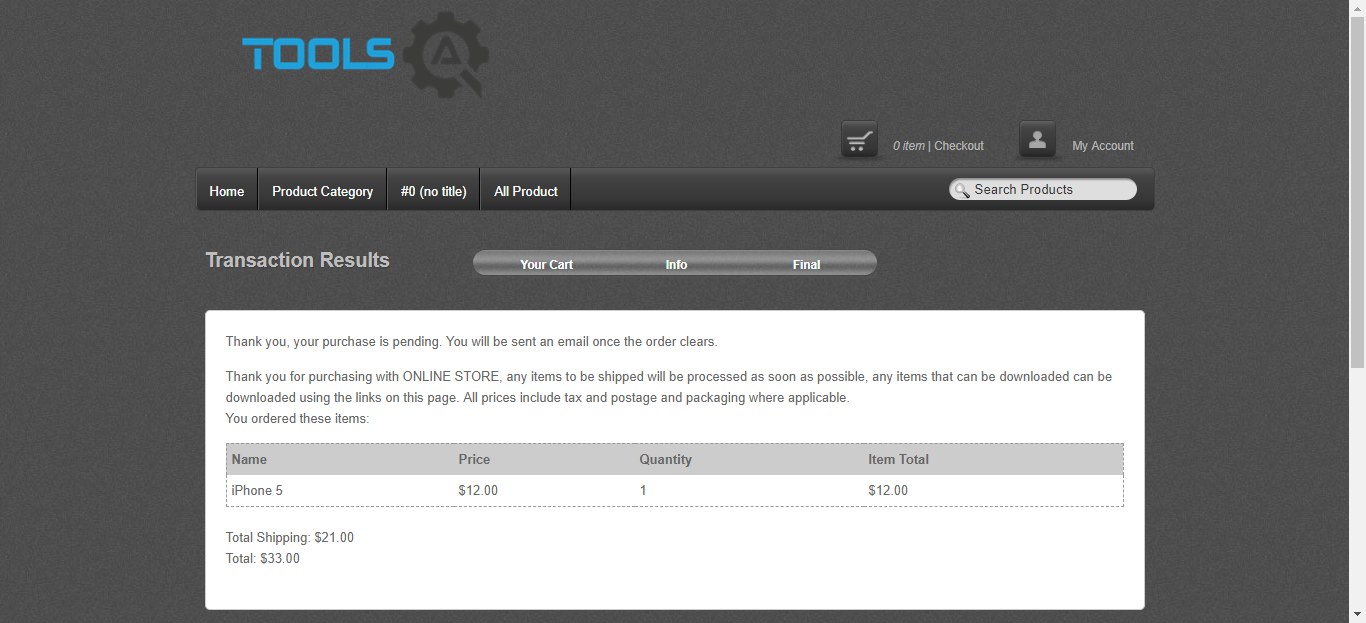 TOOLS QA
0 item | Checkout
My Account
Home
Product Category
#0 (no title)
All Product
Search Products
Transaction Results
Your Cart
Info
Final
Thank you, your purchase is pending. You will be sent an email once the order clears.
Thank you for purchasing with ONLINE STORE, any items to be shipped will be processed as soon as possible, any items that can be downloaded can be
downloaded using the links on this page. All prices include tax and postage and packaging where applicable.
You ordered these items:
Name Price Quantity Item Total
iPhone 5 $12.00 1 $12.00
Total Shipping: $21.00
Total: $33.00